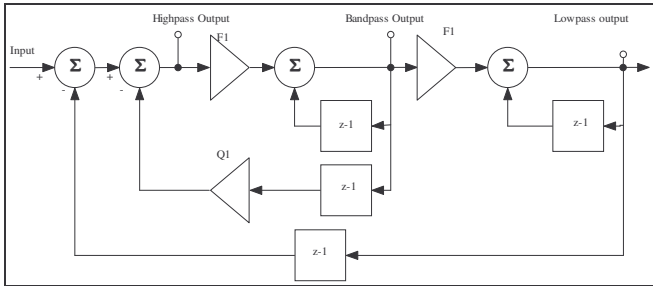 Highpass Output
Bandpass Output
Lowpass output
F1
F1
Input
Σ
Σ
Σ
Σ
+
-
+
-
z-1
z-1
Q1
z-1
z-1